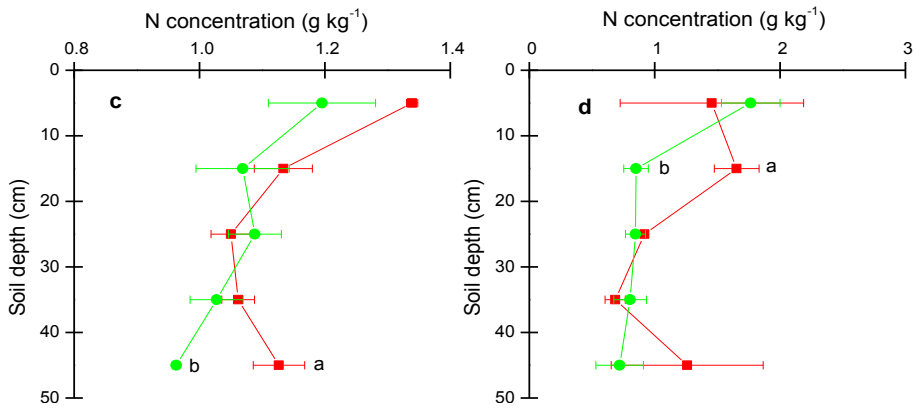 N concentration (g kg⁻¹)
0.8 1.0 1.2 1.4
0
10
20
30
40
50
Soil depth (cm)
c
b a
N concentration (g kg⁻¹)
0 1 2 3
0
10
20
30
40
50
Soil depth (cm)
d
b a